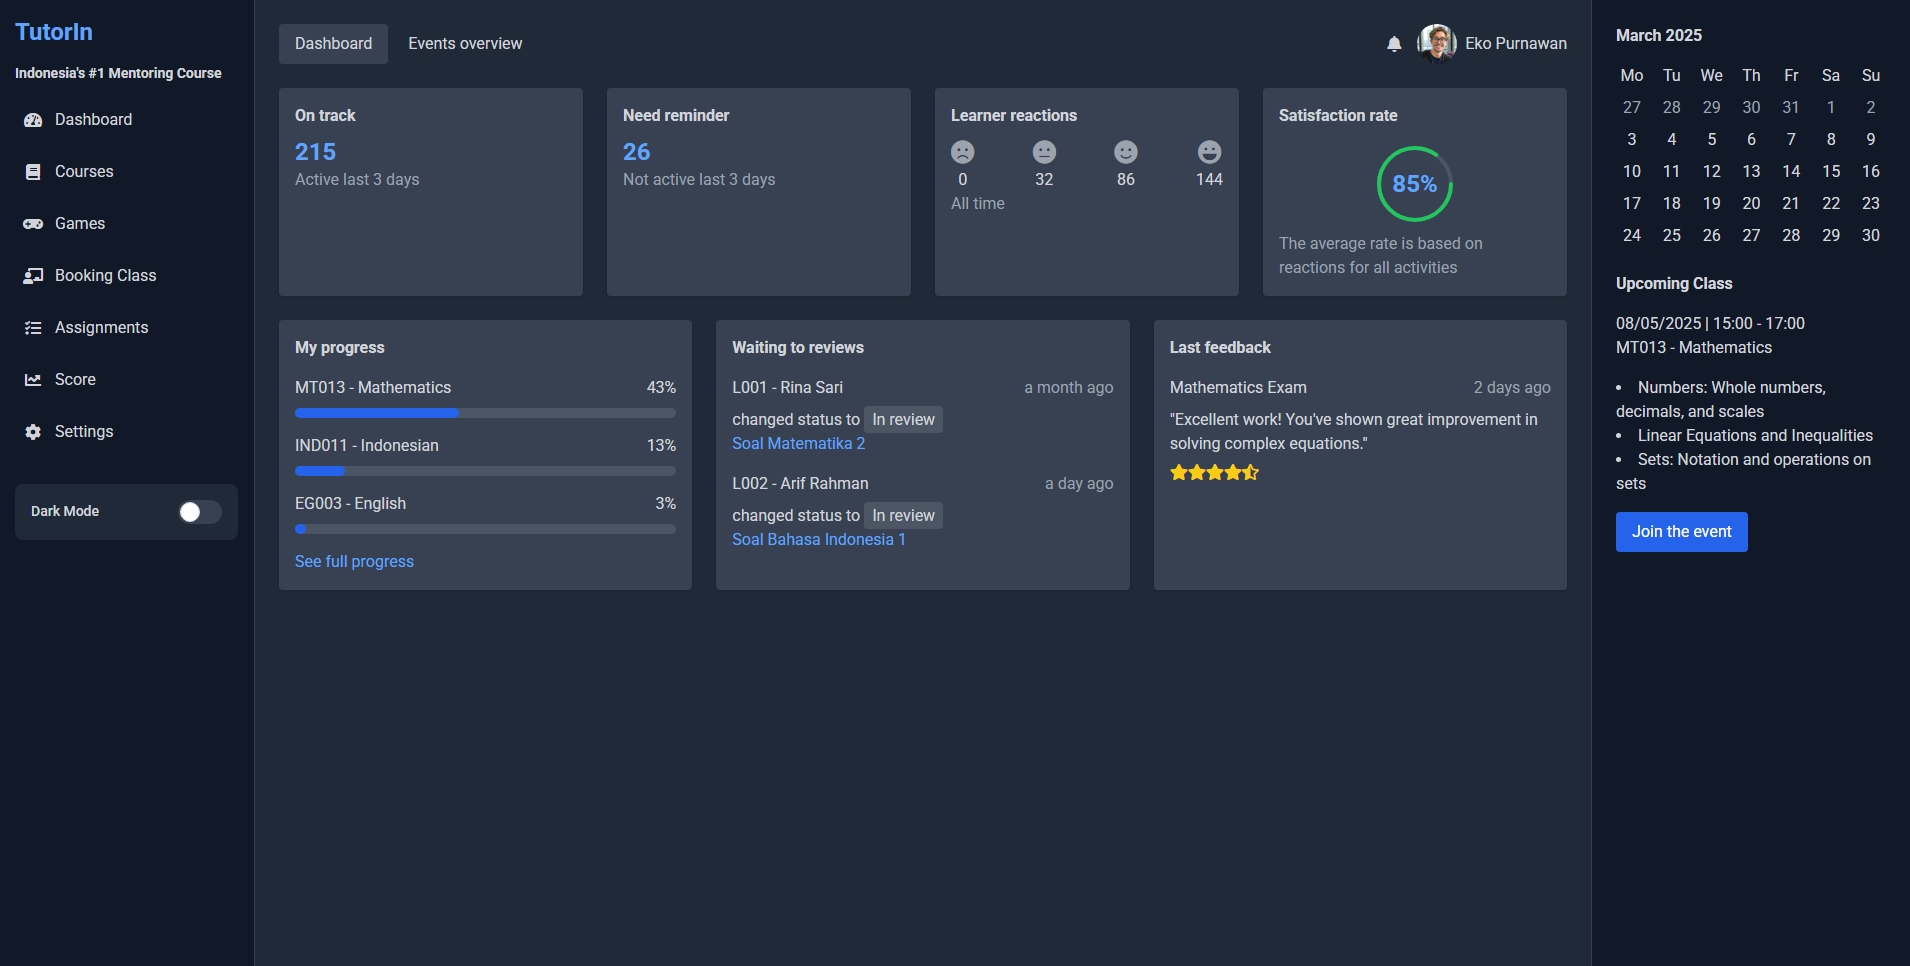 TutorIn
Indonesia's #1 Mentoring Course
Dashboard
Courses
Games
Booking Class
Assignments
Score
Settings
Dark Mode
Dashboard
Events overview
Eko Purnawan
On track
215
Active last 3 days
Need reminder
26
Not active last 3 days
Learner reactions
0 32 86 144
All time
Satisfaction rate
85%
The average rate is based on
reactions for all activities
My progress
MT013 - Mathematics 43%
IND011 - Indonesian 13%
EG003 - English 3%
See full progress
Waiting to reviews
L001 - Rina Sari a month ago
changed status to In review
Soal Matematika 2
L002 - Arif Rahman a day ago
changed status to In review
Soal Bahasa Indonesia 1
Last feedback
Mathematics Exam 2 days ago
"Excellent work! You've shown great improvement in
solving complex equations."
March 2025
Mo Tu We Th Fr Sa Su
27 28 29 30 31 1 2
3 4 5 6 7 8 9
10 11 12 13 14 15 16
17 18 19 20 21 22 23
24 25 26 27 28 29 30
Upcoming Class
08/05/2025 | 15:00 - 17:00
MT013 - Mathematics
• Numbers: Whole numbers,
decimals, and scales
• Linear Equations and Inequalities
• Sets: Notation and operations on
sets
Join the event